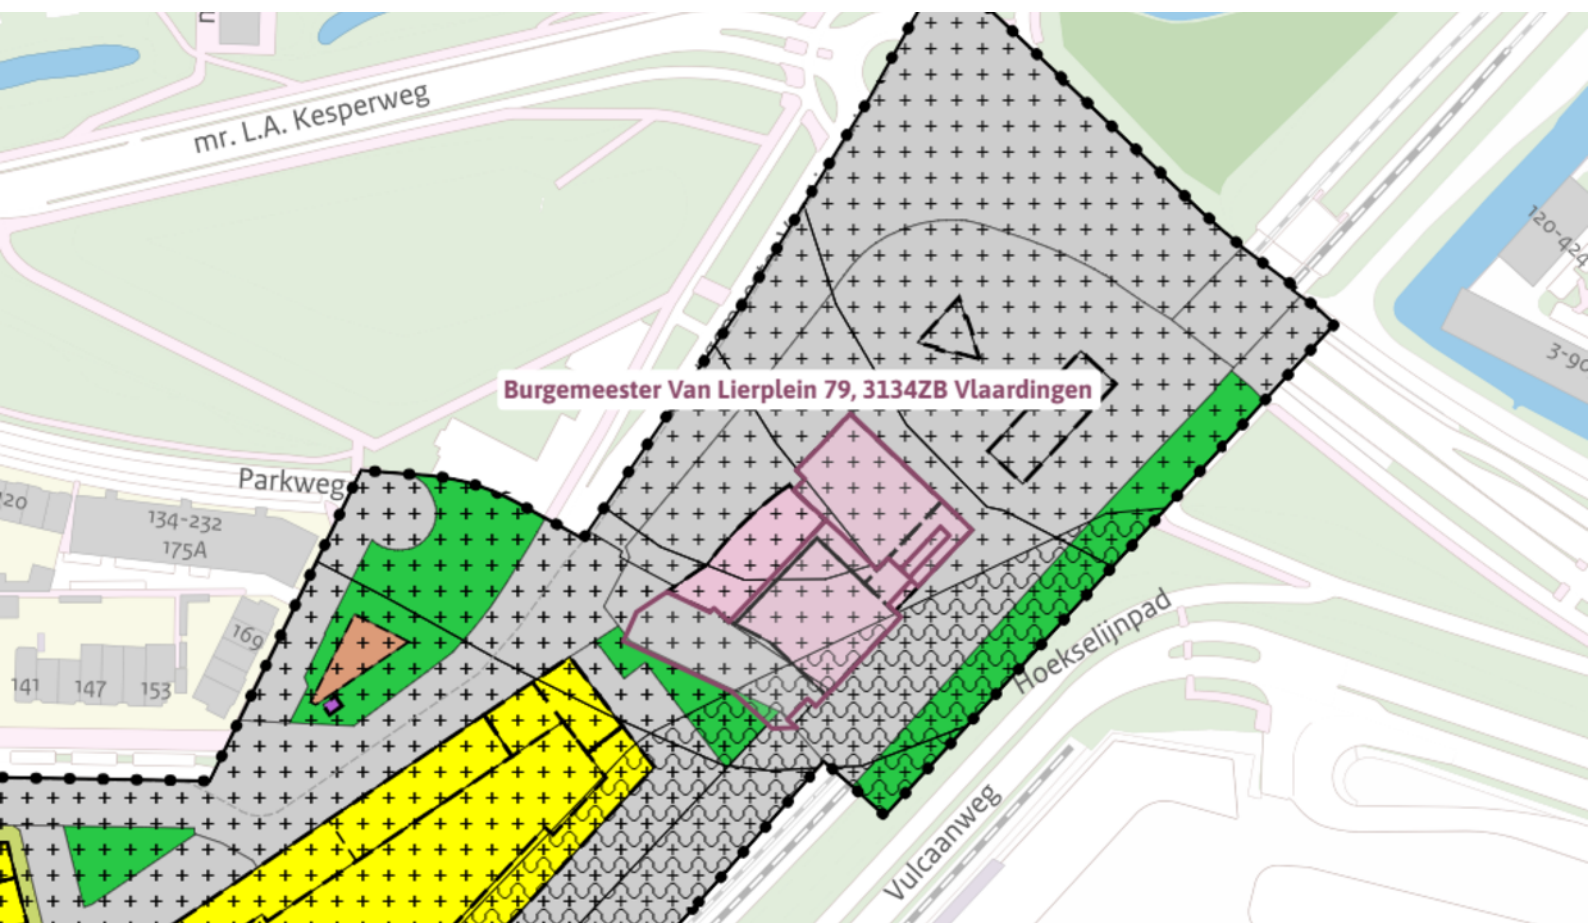 mr. L.A. Kesperweg
120-424
3-90
Burgemeester Van Lierplein 79, 3134ZB Vlaardingen
Parkweg
134-232
175A
169
141
147
153
Hoekselijnpad
Vulcaanweg